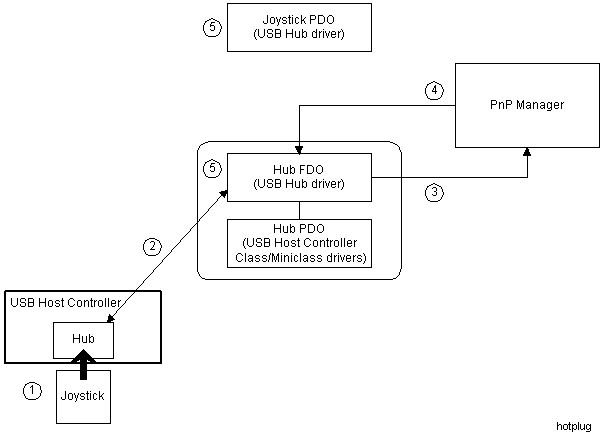 5
Joystick PDO
(USB Hub driver)
4
PnP Manager
5
Hub FDO
(USB Hub driver)
3
Hub PDO
(USB Host Controller
Class/Miniclass drivers)
2
USB Host Controller
Hub
1
Joystick
hotplug